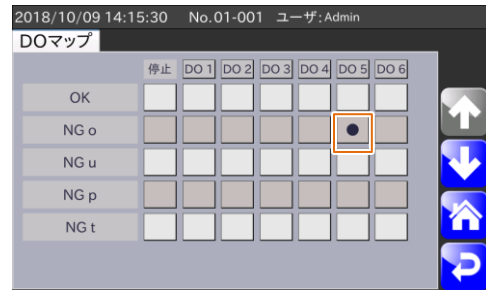 2018/10/09 14:15:30 No.01-001 ユーザ:Admin
DOマップ
停止 DO 1 DO 2 DO 3 DO 4 DO 5 DO 6
OK
NG o
NG u
NG p
NG t